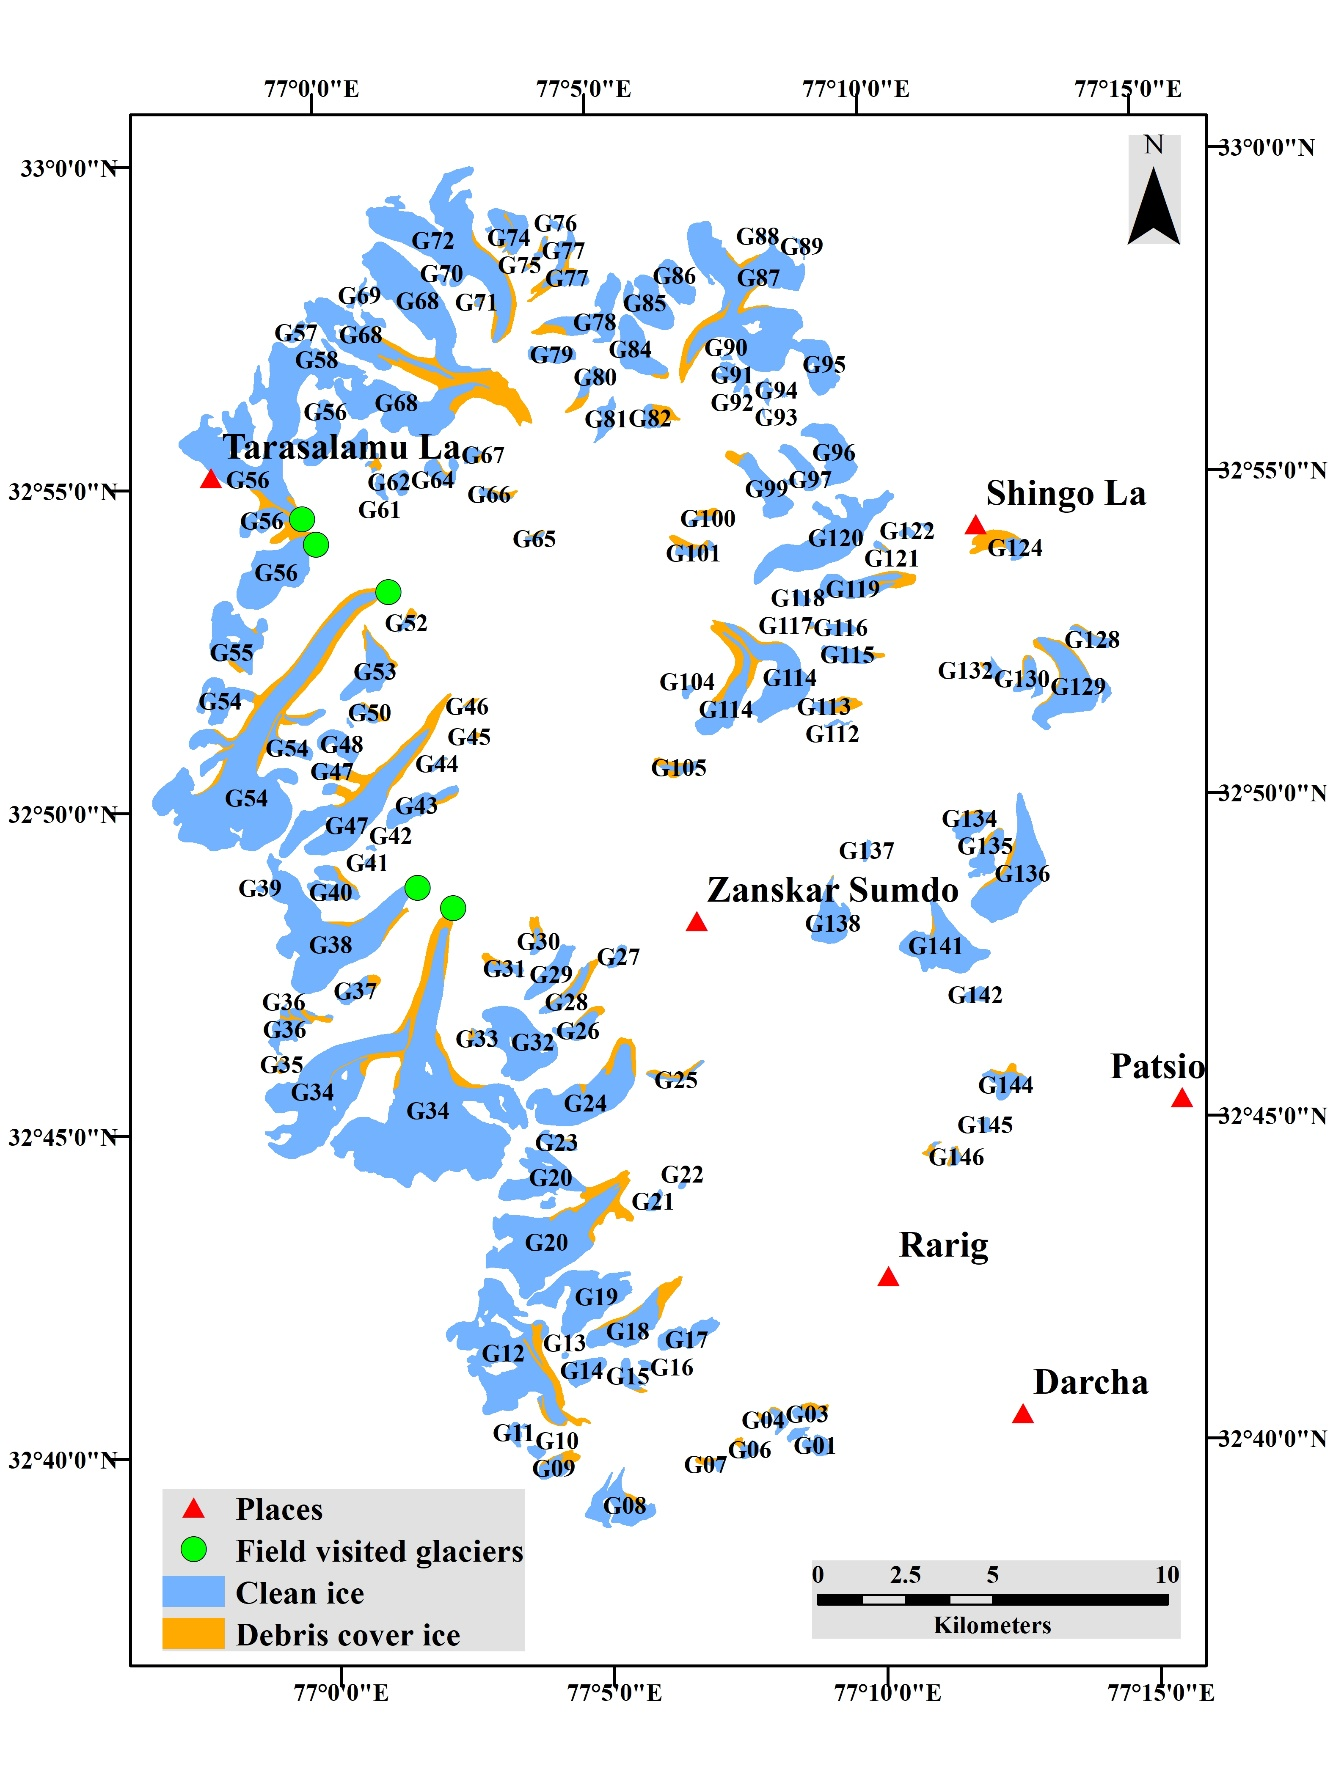 77°0'0"E 77°5'0"E 77°10'0"E 77°15'0"E
33°0'0"N
33°0'0"N
N
G76
G72 G74 G88 G89
G77
G75
G70 G77 G86 G87
G69 G68 G71 G85
G78
G57 G68
G58 G79 G84 G90 G95
G80 G91
G94
G56 G68 G92
G81 G82 G93
Tarasalamu La
G67 G96
G56 G62 G64 G97
G66 G99
32°55'0"N
32°55'0"N
Shingo La
G61
G56 G100
G65 G120 G122
G101 G121 G124
G56
G119
G118
G52 G117 G116
G55 G115 G128
G53 G132 G130
G54 G104 G114 G129
G50 G46 G114 G113
G45 G112
G54 G48
G47 G44 G105
G54 G43
32°50'0"N
32°50'0"N
G47 G42 G134
G41 G137 G135
G39 G40 G136
Zanskar Sumdo
G38 G30 G138
G27 G141
G31 G29
G37 G28 G142
G36
G36 G33 G32 G26
G35 Patsio
G34 G25 G144
G34 G24
G145
32°45'0"N
32°45'0"N
G23 G146
G20 G22
G21
G20 Rarig
G19
G18 G17
G12 G13
G14 G15 G16
Darcha
G04 G03
G11 G10 G06 G01
G09 G07
32°40'0"N
32°40'0"N
G08
Places
Field visited glaciers
Clean ice
Debris cover ice
0 2.5 5 10
Kilometers
77°0'0"E 77°5'0"E 77°10'0"E 77°15'0"E